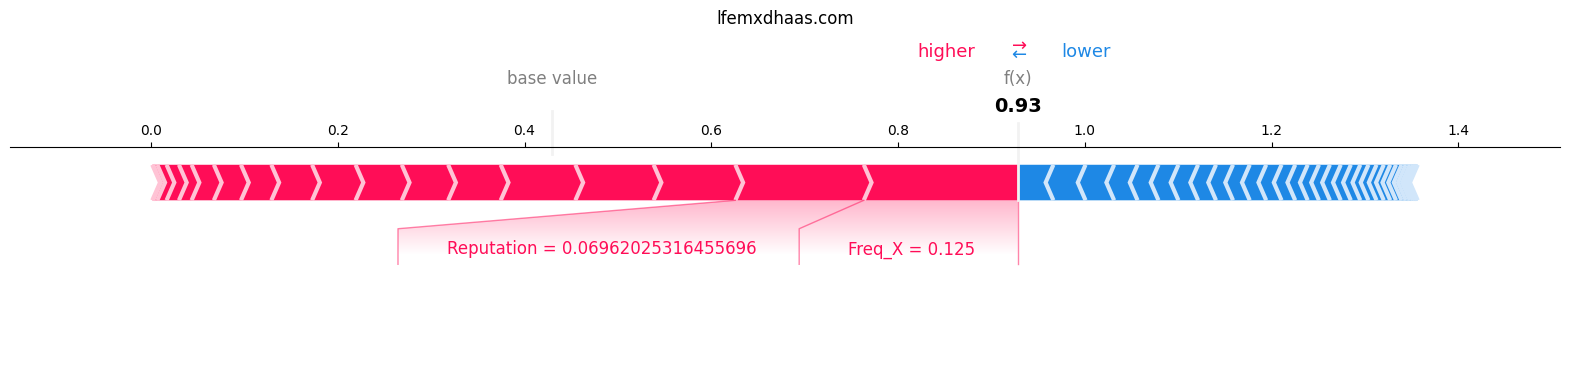 lfemxdhaas.com
higher ⇄ lower
base value f(x)
0.93
0.0 0.2 0.4 0.6 0.8 1.0 1.2 1.4
Reputation = 0.06962025316455696 Freq_X = 0.125